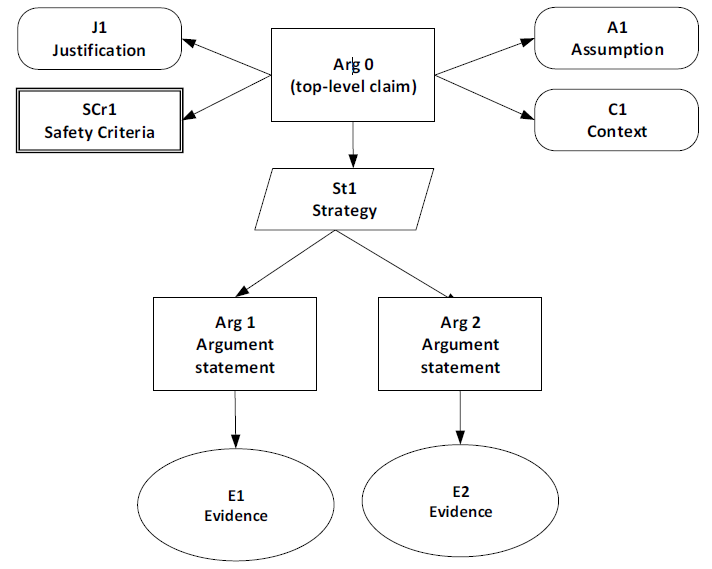 J1
Justification
Arg 0
(top-level claim)
A1
Assumption
SCr1
Safety Criteria
C1
Context
St1
Strategy
Arg 1
Argument
statement
Arg 2
Argument
statement
E1
Evidence
E2
Evidence